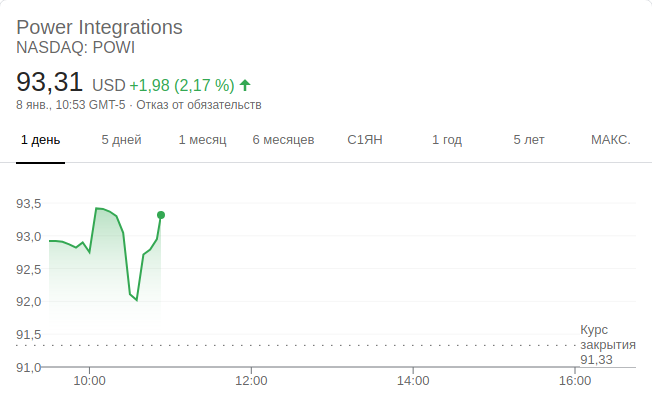 Power Integrations
NASDAQ: POWI
93,31 USD +1,98 (2,17 %)
8 янв., 10:53 GMT-5 · Отказ от обязательств
1 день 5 дней 1 месяц 6 месяцев С1ЯН 1 год 5 лет МАКС.
93,5
93,0
92,5
92,0
91,5
91,0
Курс
закрытия
91,33
10:00 12:00 14:00 16:00